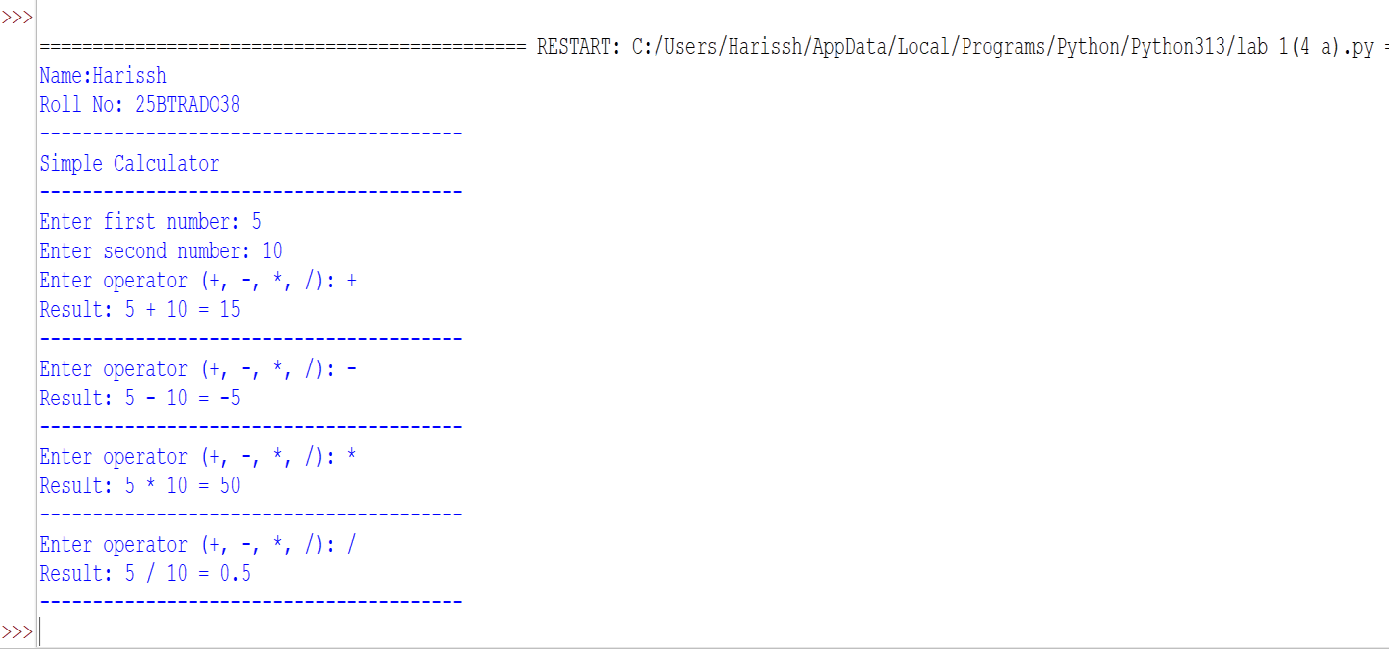 >>>
============================================== RESTART: C:/Users/Harissh/AppData/Local/Programs/Python/Python313/lab 1(4 a).py =
Name:Harissh
Roll No: 25BTRAD038
----------------------------------------
Simple Calculator
----------------------------------------
Enter first number: 5
Enter second number: 10
Enter operator (+, -, *, /): +
Result: 5 + 10 = 15
----------------------------------------
Enter operator (+, -, *, /): -
Result: 5 - 10 = -5
----------------------------------------
Enter operator (+, -, *, /): *
Result: 5 * 10 = 50
----------------------------------------
Enter operator (+, -, *, /): /
Result: 5 / 10 = 0.5
----------------------------------------
>>>